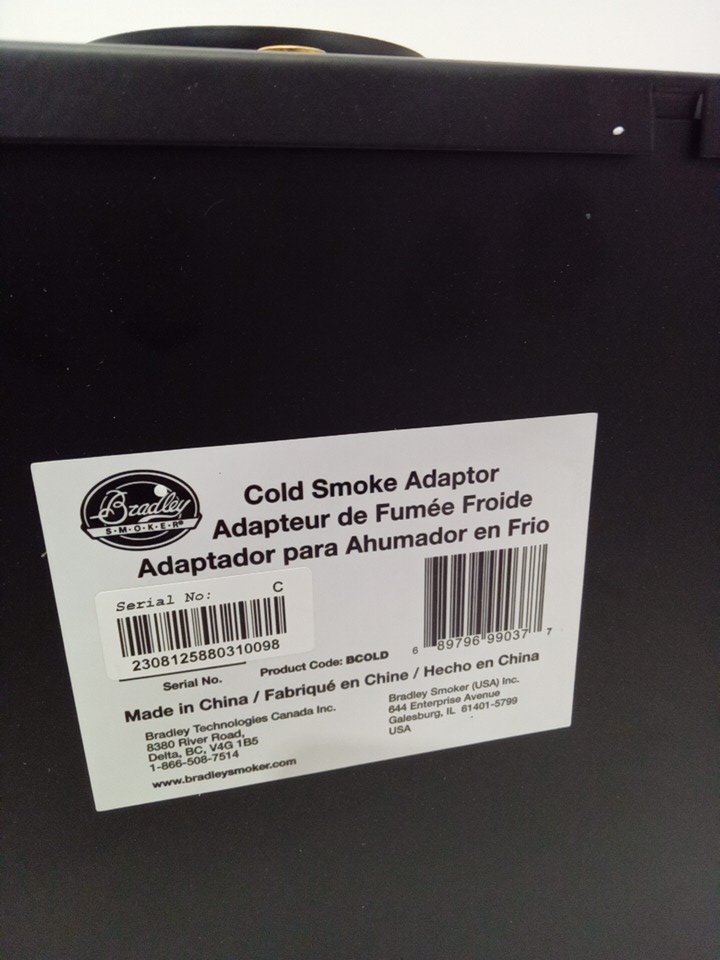 Bradley
S•M•O•K•E•R®
Cold Smoke Adaptor
Adapteur de Fumée Froide
Adaptador para Ahumador en Frio
Serial No: C
2308125880310098
Serial No.
Product Code: BCOLD
6 89796 99037 7
Made in China / Fabriqué en Chine / Hecho en China
Bradley Technologies Canada Inc.
8380 River Road,
Delta, BC, V4G 1B5
1-866-508-7514
www.bradleysmoker.com
Bradley Smoker (USA) Inc.
644 Enterprise Avenue
Galesburg, IL 61401-5799
USA